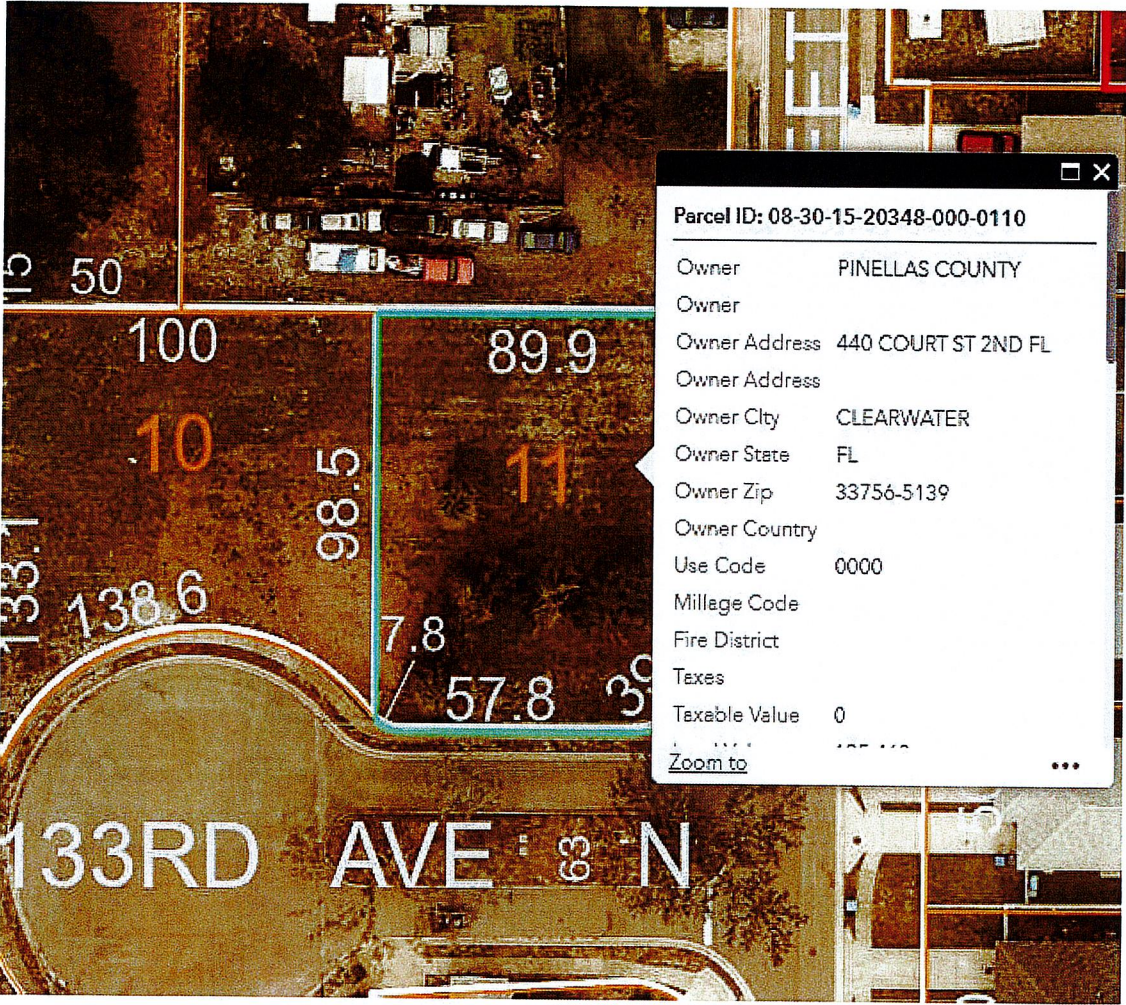 Parcel ID: 08-30-15-20348-000-0110
Owner PINELLAS COUNTY
Owner
Owner Address 440 COURT ST 2ND FL
Owner Address
Owner City CLEARWATER
Owner State FL
Owner Zip 33756-5139
Owner Country
Use Code 0000
Millage Code
Fire District
Taxes
Taxable Value 0
Zoom to •••
50
100
89.9
10
11
98.5
133.1
138.6
7.8
57.8
39
133RD AVE N
63